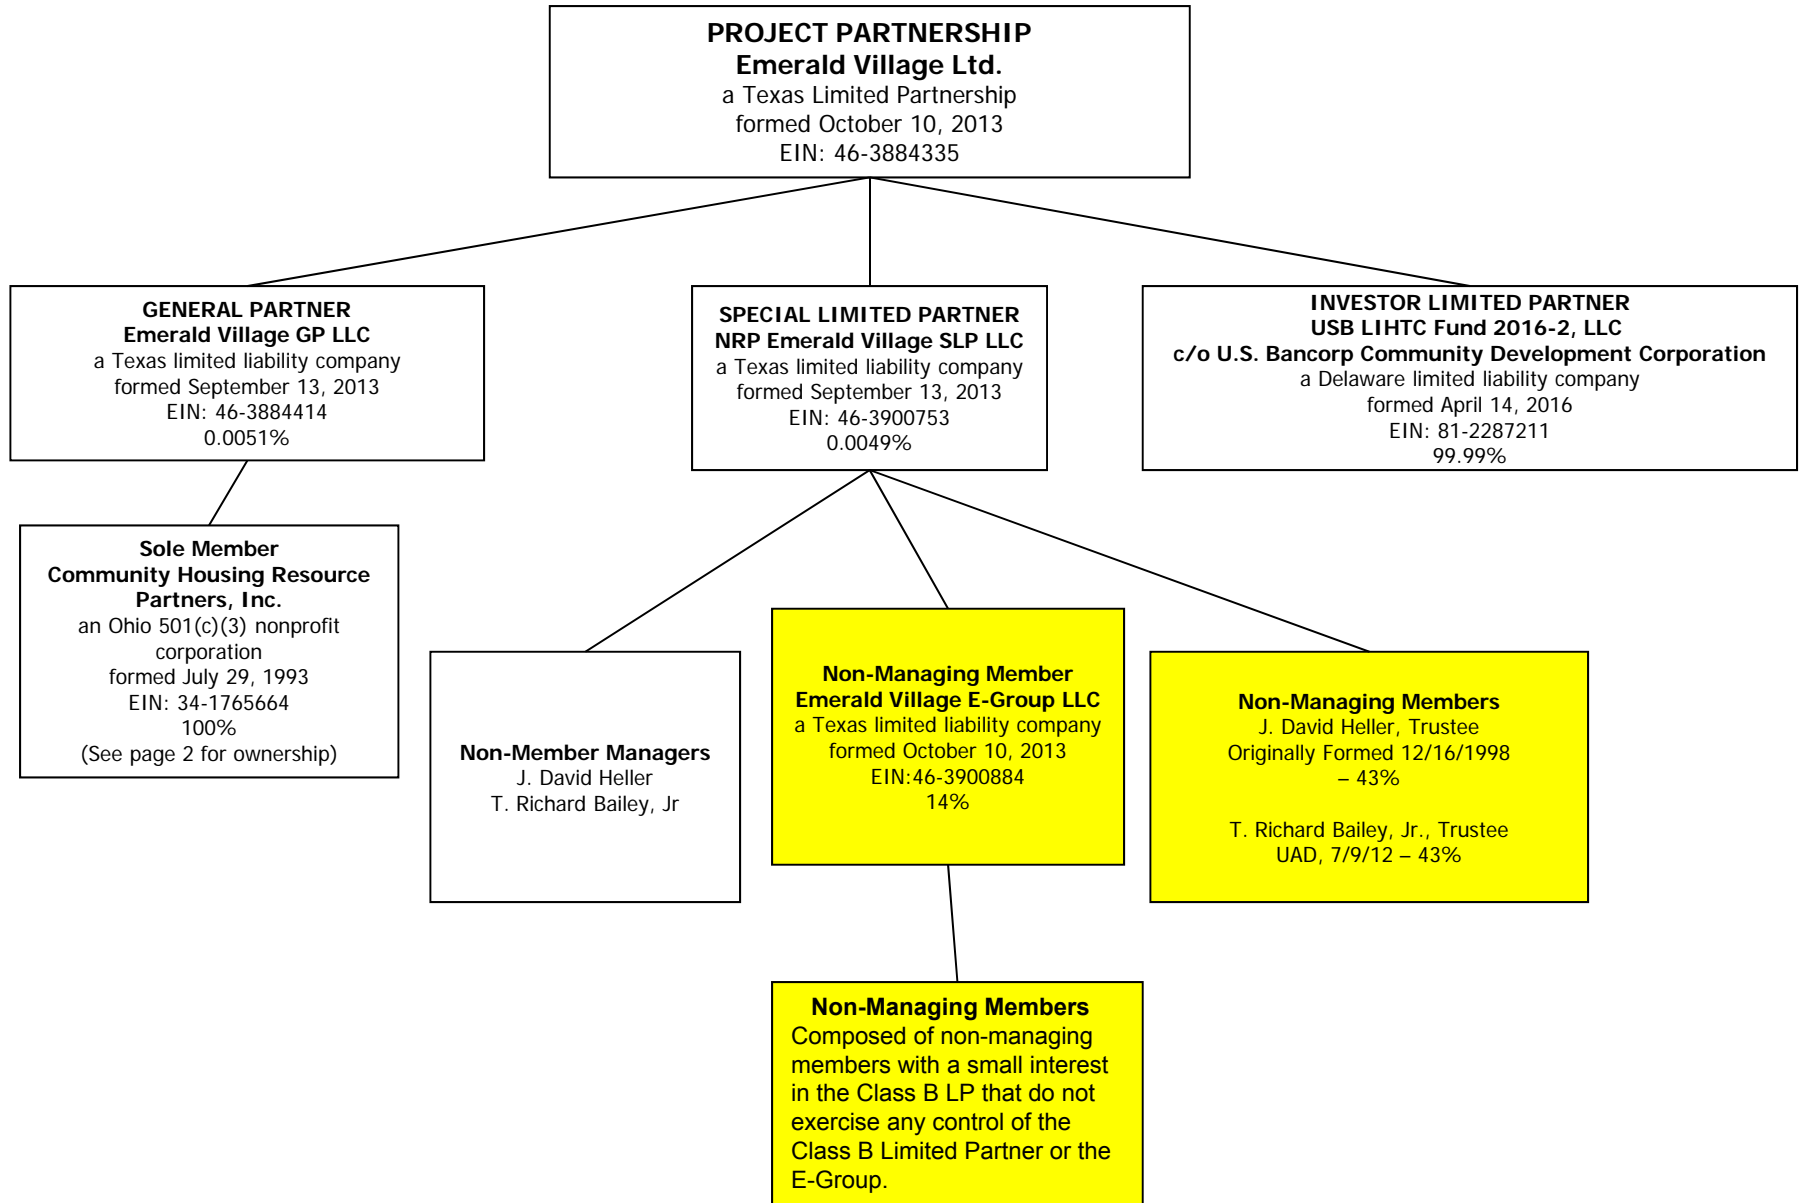 PROJECT PARTNERSHIP
Emerald Village Ltd.
a Texas Limited Partnership
formed October 10, 2013
EIN: 46-3884335
GENERAL PARTNER
Emerald Village GP LLC
a Texas limited liability company
formed September 13, 2013
EIN: 46-3884414
0.0051%
SPECIAL LIMITED PARTNER
NRP Emerald Village SLP LLC
a Texas limited liability company
formed September 13, 2013
EIN: 46-3900753
0.0049%
INVESTOR LIMITED PARTNER
USB LIHTC Fund 2016-2, LLC
c/o U.S. Bancorp Community Development Corporation
a Delaware limited liability company
formed April 14, 2016
EIN: 81-2287211
99.99%
Sole Member
Community Housing Resource
Partners, Inc.
an Ohio 501(c)(3) nonprofit
corporation
formed July 29, 1993
EIN: 34-1765664
100%
(See page 2 for ownership)
Non-Member Managers
J. David Heller
T. Richard Bailey, Jr
Non-Managing Member
Emerald Village E-Group LLC
a Texas limited liability company
formed October 10, 2013
EIN:46-3900884
14%
Non-Managing Members
J. David Heller, Trustee
Originally Formed 12/16/1998
– 43%
T. Richard Bailey, Jr., Trustee
UAD, 7/9/12 – 43%
Non-Managing Members
Composed of non-managing
members with a small interest
in the Class B LP that do not
exercise any control of the
Class B Limited Partner or the
E-Group.